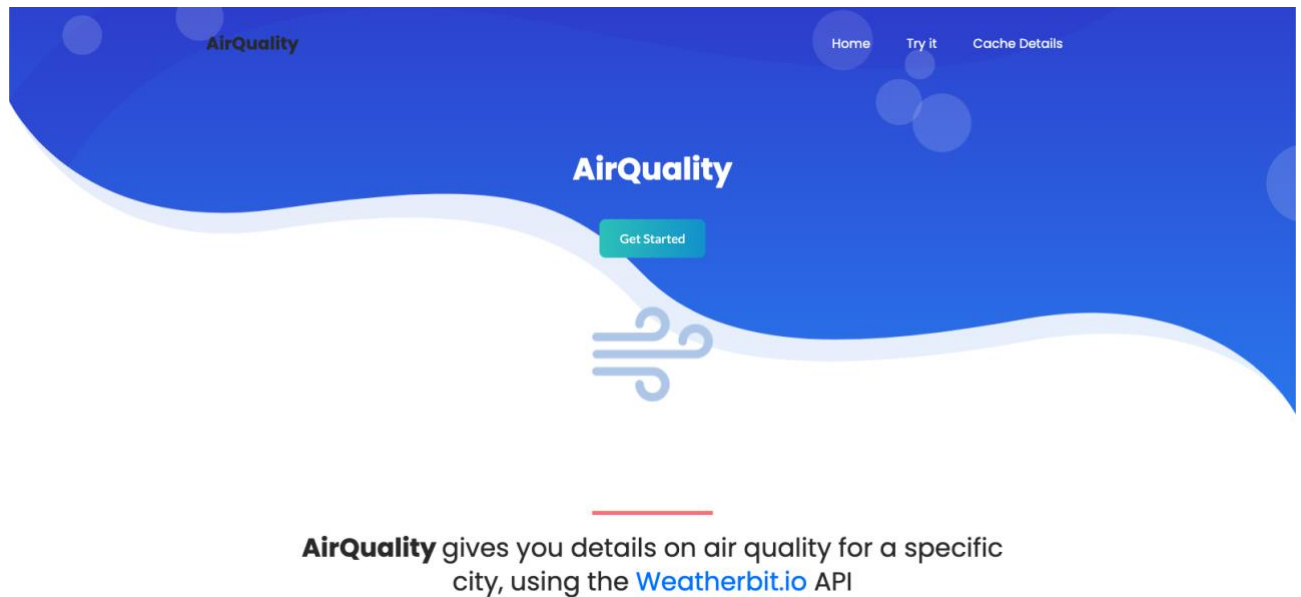 AirQuality
Home Try it Cache Details
AirQuality
Get Started
AirQuality gives you details on air quality for a specific
city, using the Weatherbit.io API